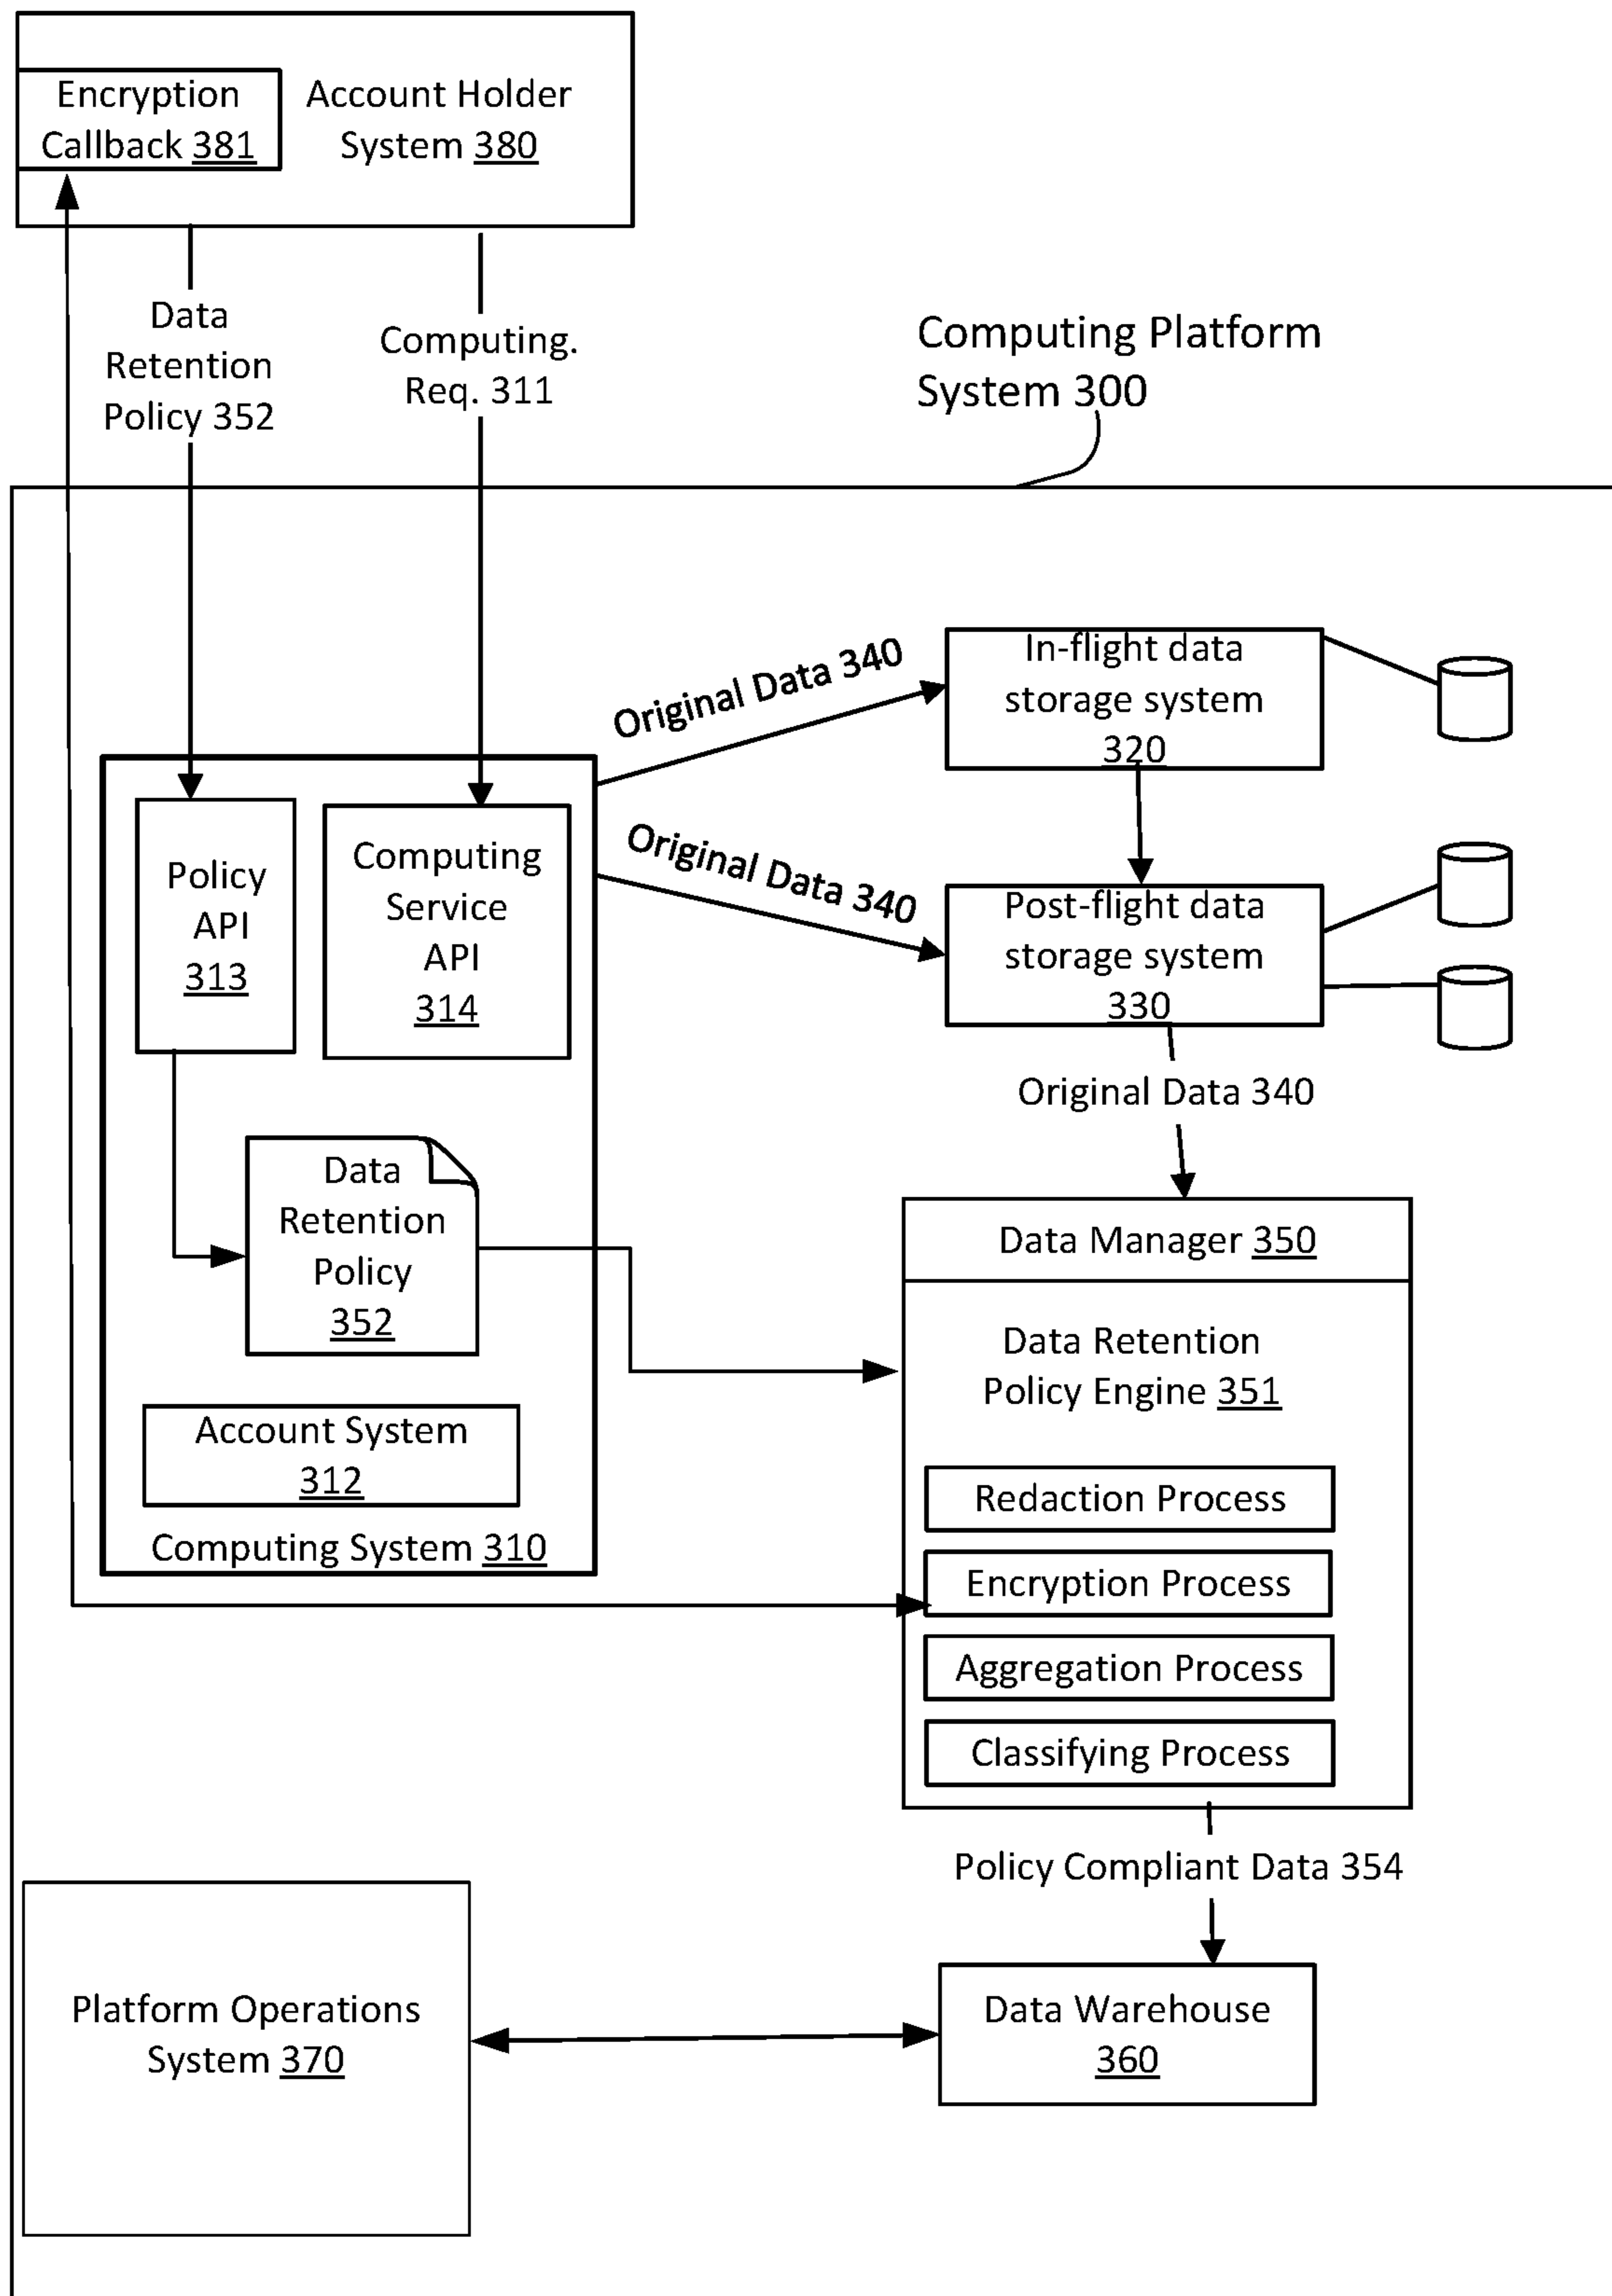 Encryption
Callback 381
Account Holder
System 380
Data
Retention
Policy 352
Computing.
Req. 311
Computing Platform
System 300
Original Data 340
In-flight data
storage system
320
Original Data 340
Post-flight data
storage system
330
Policy
API
313
Computing
Service
API
314
Original Data 340
Data
Retention
Policy
352
Account System
312
Computing System 310
Data Manager 350
Data Retention
Policy Engine 351
Redaction Process
Encryption Process
Aggregation Process
Classifying Process
Policy Compliant Data 354
Platform Operations
System 370
Data Warehouse
360